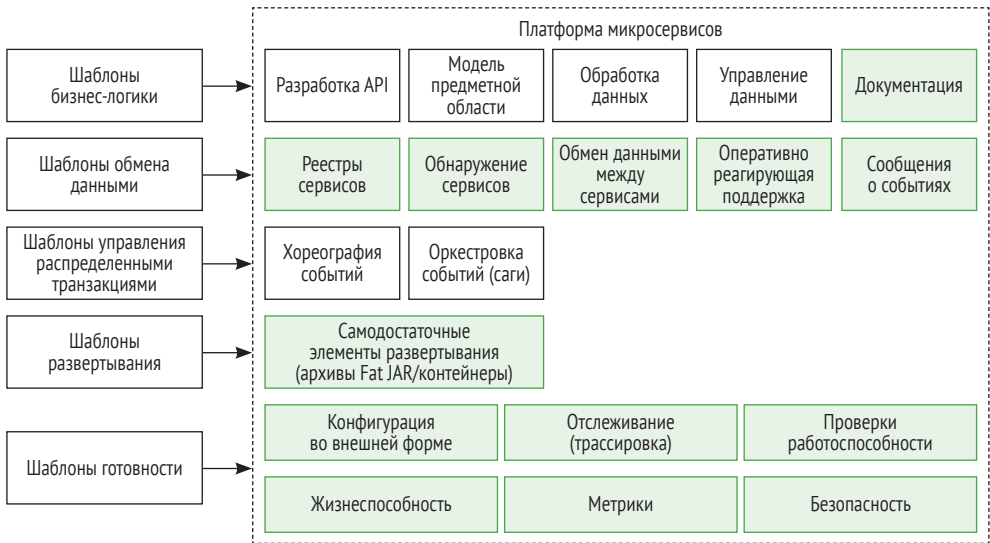 Платформа микросервисов
Шаблоны
бизнес-логики
Разработка API
Модель
предметной
области
Обработка
данных
Управление
данными
Документация
Шаблоны обмена
данными
Реестры
сервисов
Обнаружение
сервисов
Обмен данными
между
сервисами
Оперативно
реагирующая
поддержка
Сообщения
о событиях
Шаблоны управления
распределенными
транзакциями
Хореография
событий
Оркестровка
событий (саги)
Шаблоны
развертывания
Самодостаточные
элементы развертывания
(архивы Fat JAR/контейнеры)
Шаблоны готовности
Конфигурация
во внешней форме
Отслеживание
(трассировка)
Проверки
работоспособности
Жизнеспособность
Метрики
Безопасность